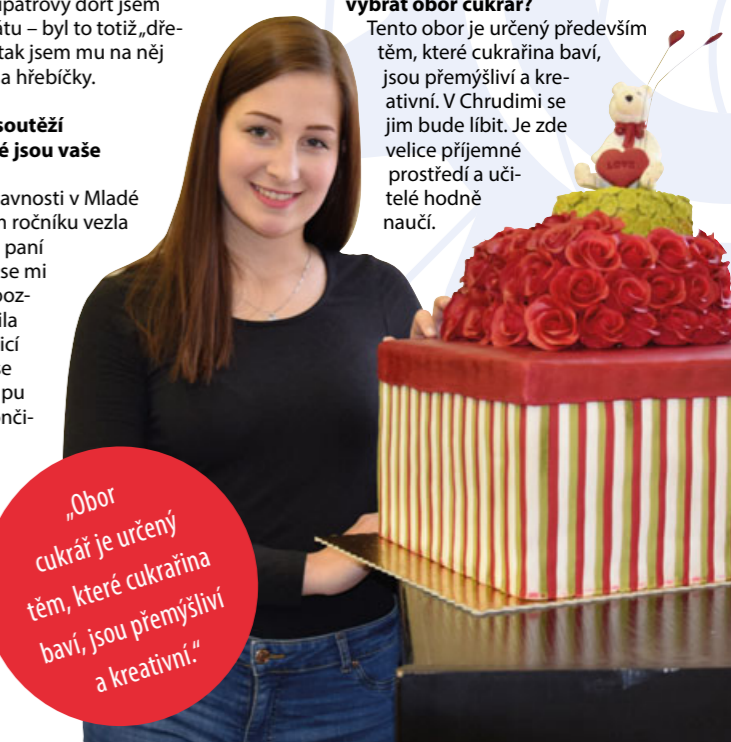 patrový dort jsem
tu – byl to totiž „dře-
tak jsem mu na něj
a hřebíčky.
soutěží
é jsou vaše
avnosti v Mladé
ročníku vezla
paní
se mi
poz-
ila
icí
se
pu
nči-
vybrat obor cukrář?
Tento obor je určený především
těm, které cukrařina baví,
jsou přemýšliví a kre-
ativní. V Chrudimi se
jim bude líbit. Je zde
velice příjemné
prostředí a uči-
telé hodně
naučí.
LOVE
„Obor
cukrář je určený
těm, které cukrařina
baví, jsou přemýšliví
a kreativní.“